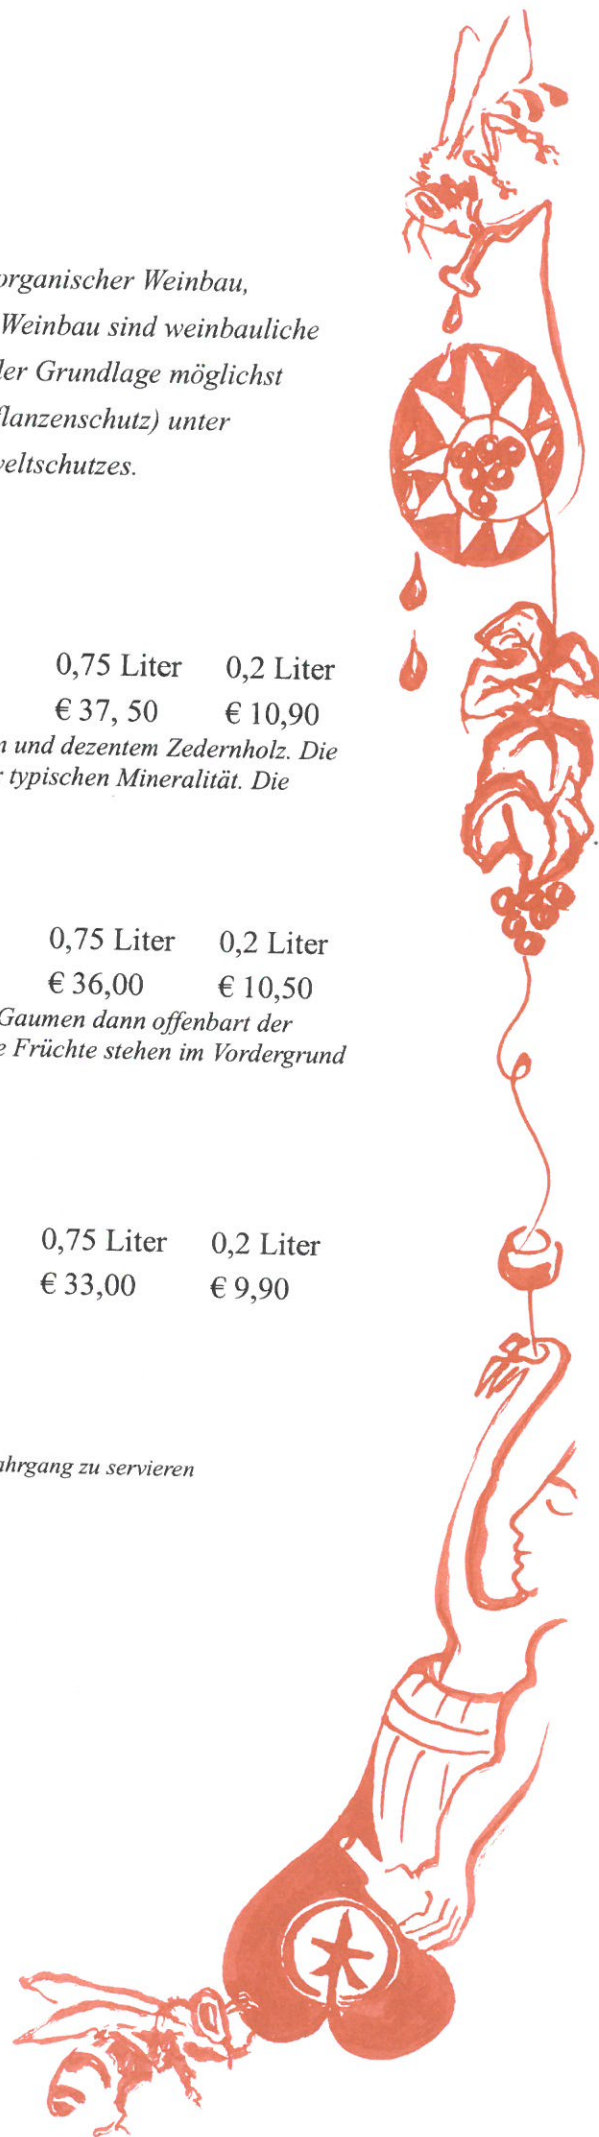 organischer Weinbau,
Weinbau sind weinbauliche
der Grundlage möglichst
flanzenschutz) unter
eltschutzes.
0,75 Liter 0,2 Liter
€ 37, 50 € 10,90
und dezentem Zedernholz. Die
typischen Mineralität. Die
0,75 Liter 0,2 Liter
€ 36,00 € 10,50
Gaumen dann offenbart der
e Früchte stehen im Vordergrund
0,75 Liter 0,2 Liter
€ 33,00 € 9,90
ahrgang zu servieren